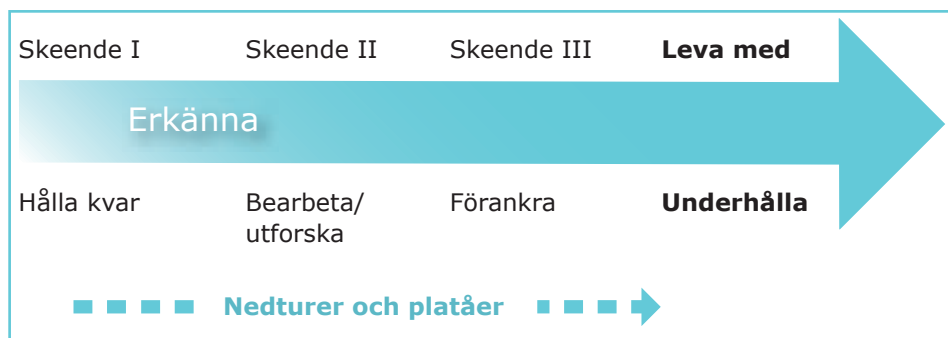 Skeende I Skeende II Skeende III Leva med
Erkänna
Hålla kvar Bearbeta/ Förankra Underhålla
utforska
Nedturer och platåer